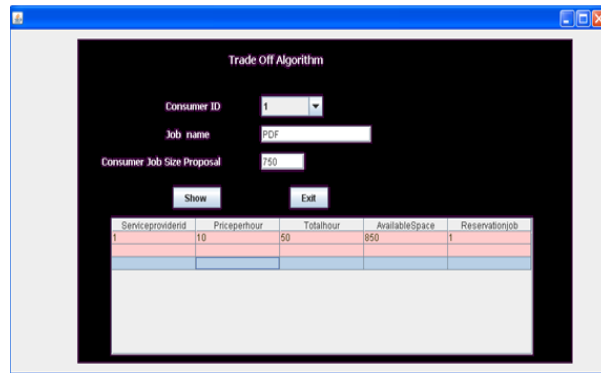 Trade Off Algorithm
Consumer ID 1
Job name PDF
Consumer Job Size Proposal 750
Show Exit
Serviceproviderid Priceperhour Totalhour AvailableSpace Reservationjob
1 10 50 850 1